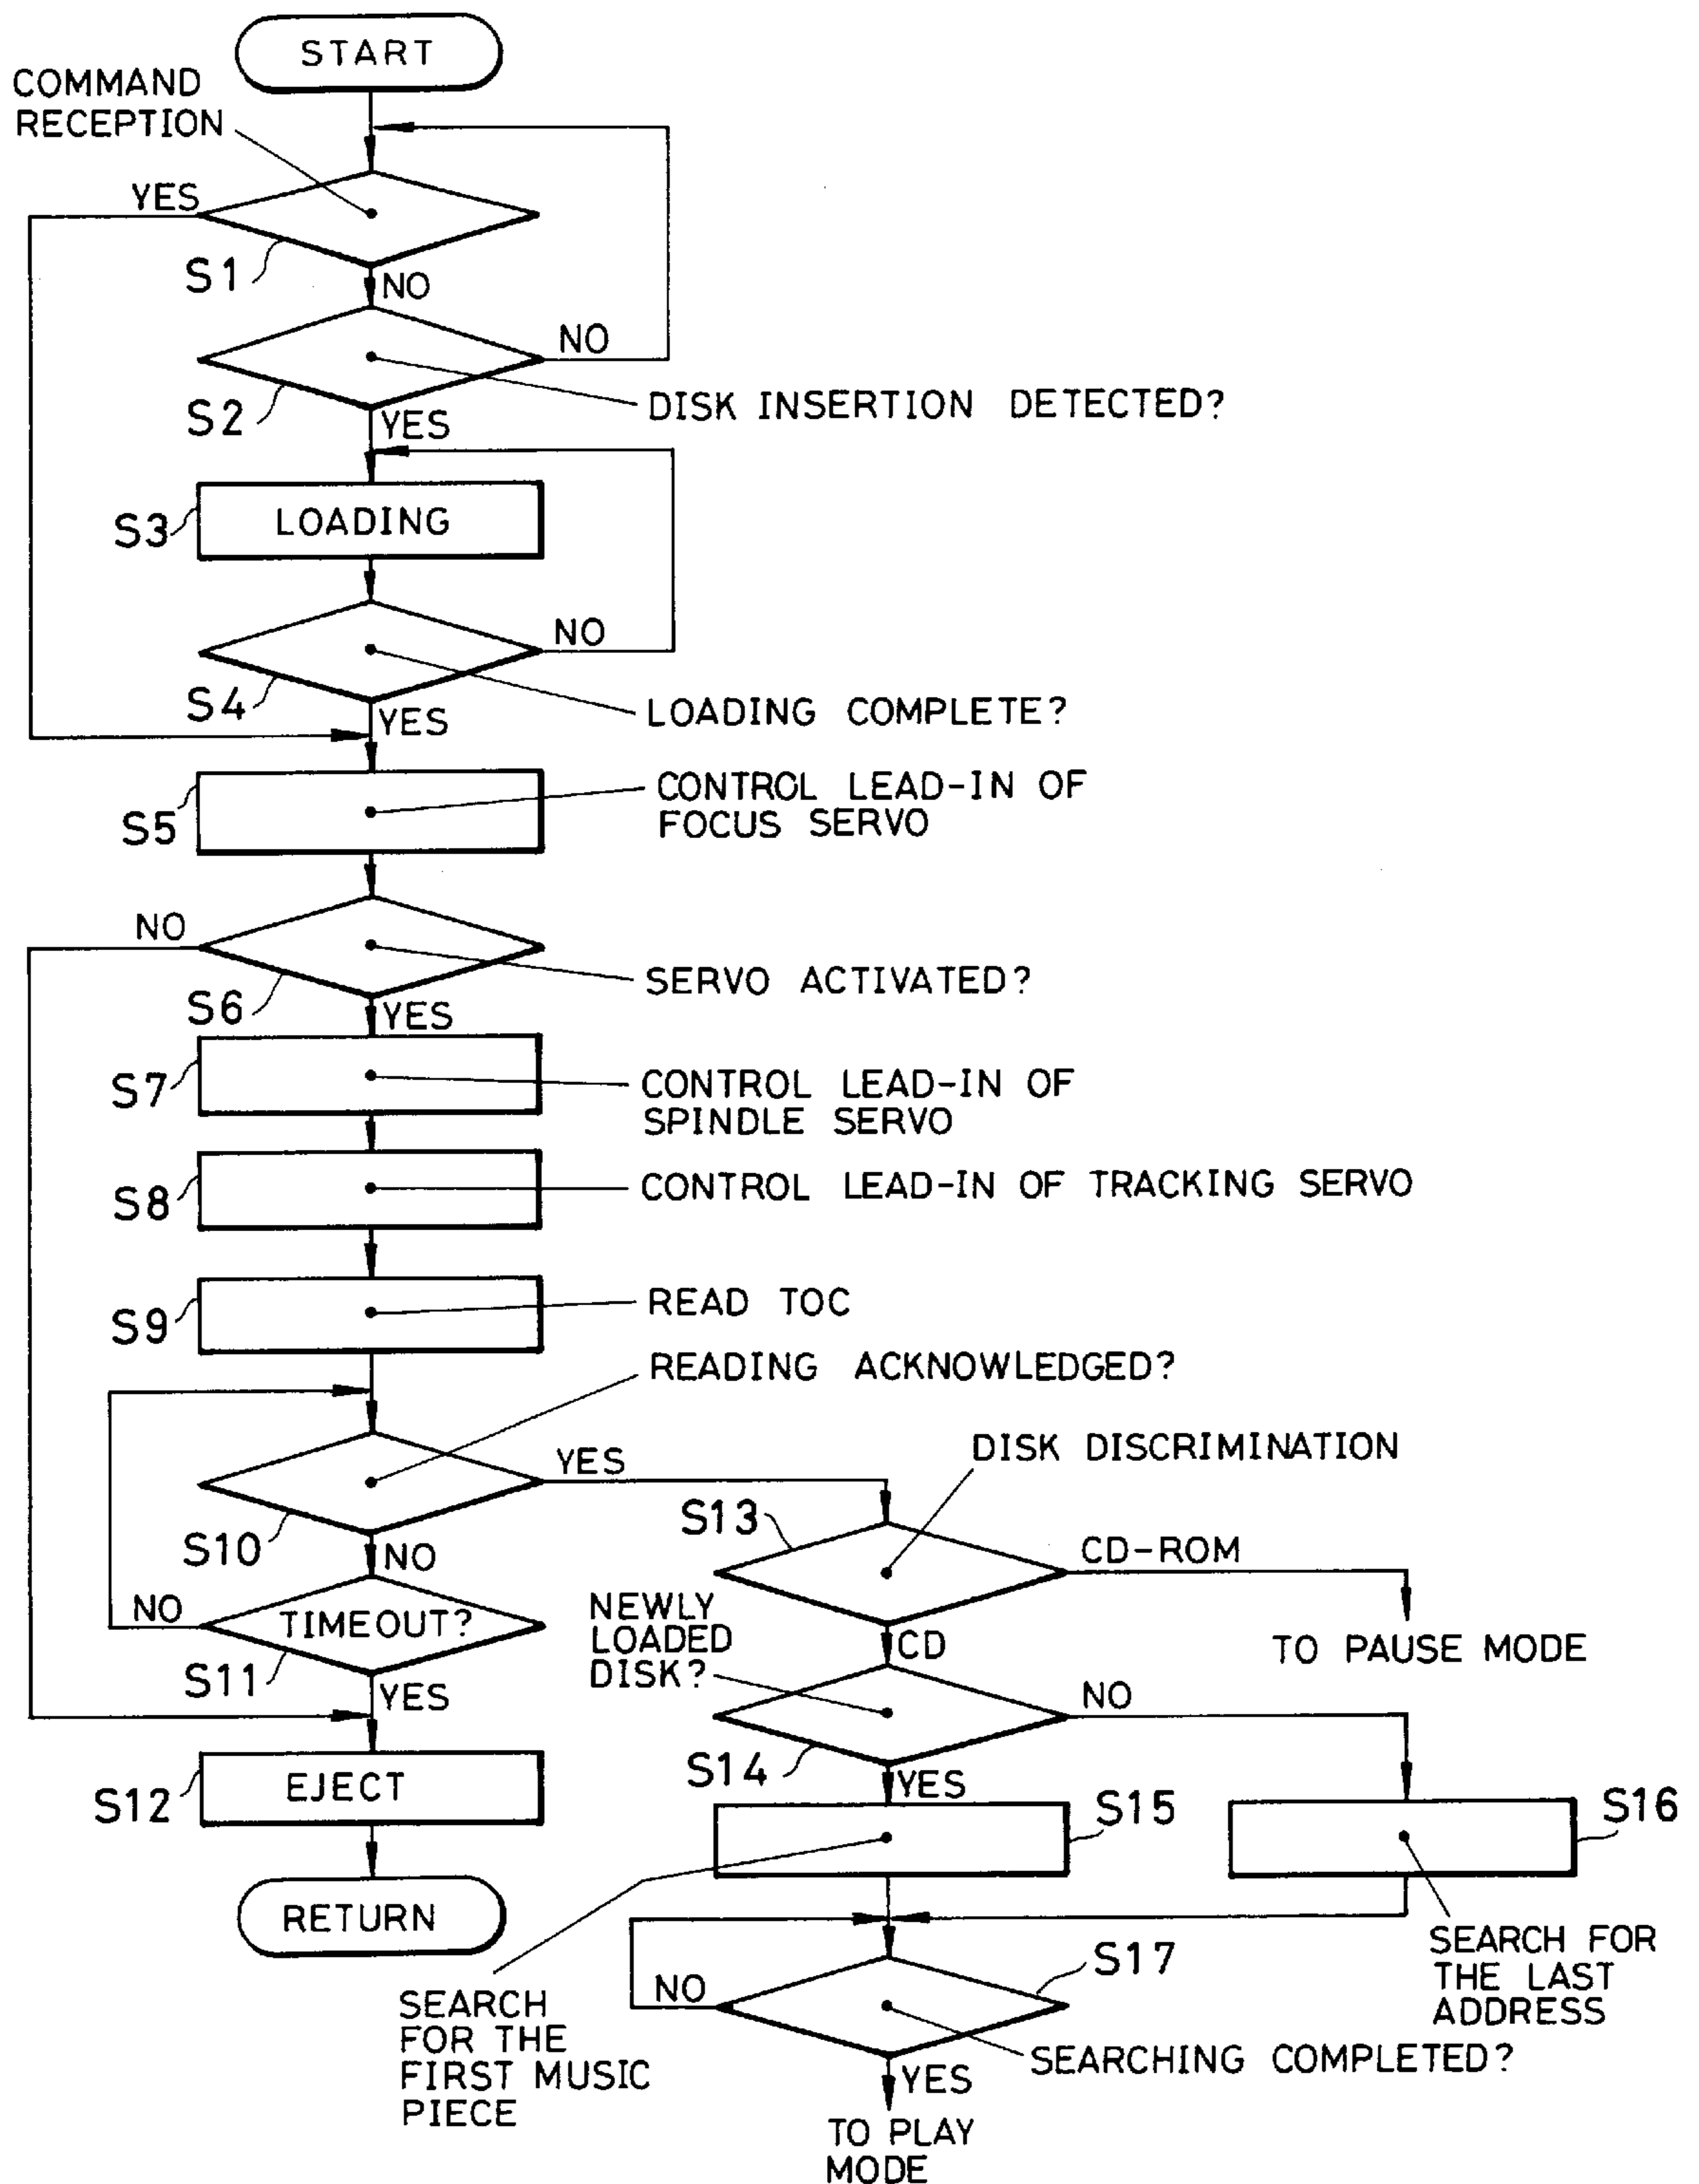 START
COMMAND
RECEPTION
YES
S1
NO
NO
S2
DISK INSERTION DETECTED?
YES
S3
LOADING
NO
S4
LOADING COMPLETE?
YES
CONTROL LEAD-IN OF
FOCUS SERVO
S5
NO
SERVO ACTIVATED?
S6
YES
S7
CONTROL LEAD-IN OF
SPINDLE SERVO
S8
CONTROL LEAD-IN OF TRACKING SERVO
S9
READ TOC
READING ACKNOWLEDGED?
YES
DISK DISCRIMINATION
S10
NO
S13
CD-ROM
TO PAUSE MODE
NO
TIMEOUT?
S11
YES
NEWLY
LOADED
DISK?
CD
NO
S14
YES
S12
EJECT
S15
S16
RETURN
SEARCH
FOR THE
FIRST MUSIC
PIECE
SEARCH FOR
THE LAST
ADDRESS
S17
NO
SEARCHING COMPLETED?
YES
TO PLAY
MODE